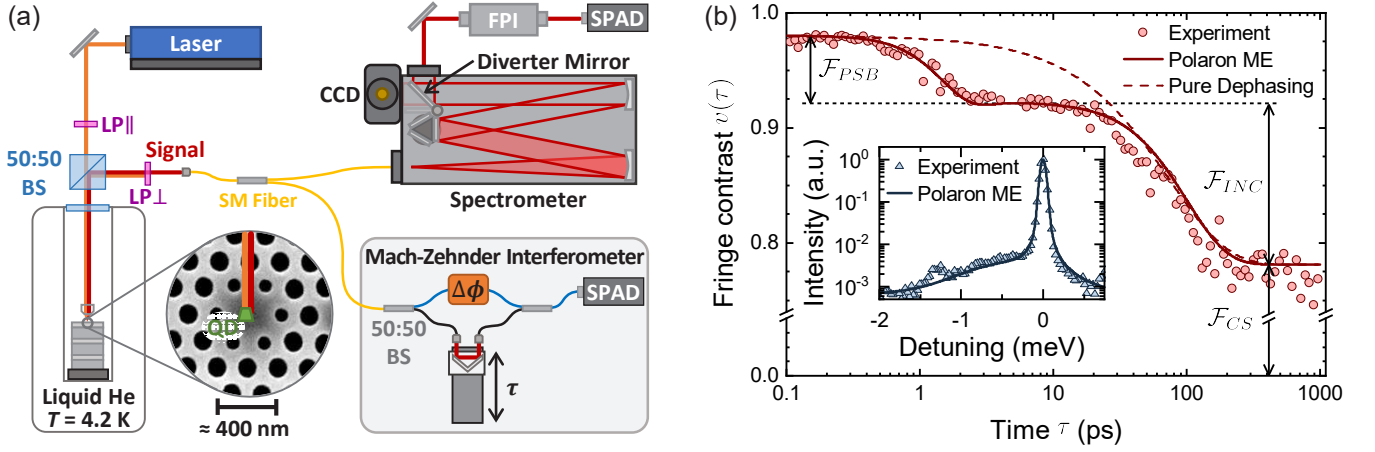 (a)
Laser
FPI
SPAD
Diverter Mirror
CCD
LP∥
50:50
BS
Signal
LP⊥
SM Fiber
Spectrometer
Mach-Zehnder Interferometer
Δϕ
SPAD
50:50
BS
τ
QD
Liquid He
T = 4.2 K
≈ 400 nm
(b)
1.0
0.9
0.8
0.0
Fringe contrast v(τ)
Experiment
Polaron ME
Pure Dephasing
ℱPSB
ℱINC
ℱCS
Experiment
Polaron ME
Intensity (a.u.)
10⁰
10⁻¹
10⁻²
10⁻³
-2 -1 0
Detuning (meV)
0.1 1 10 100 1000
Time τ (ps)